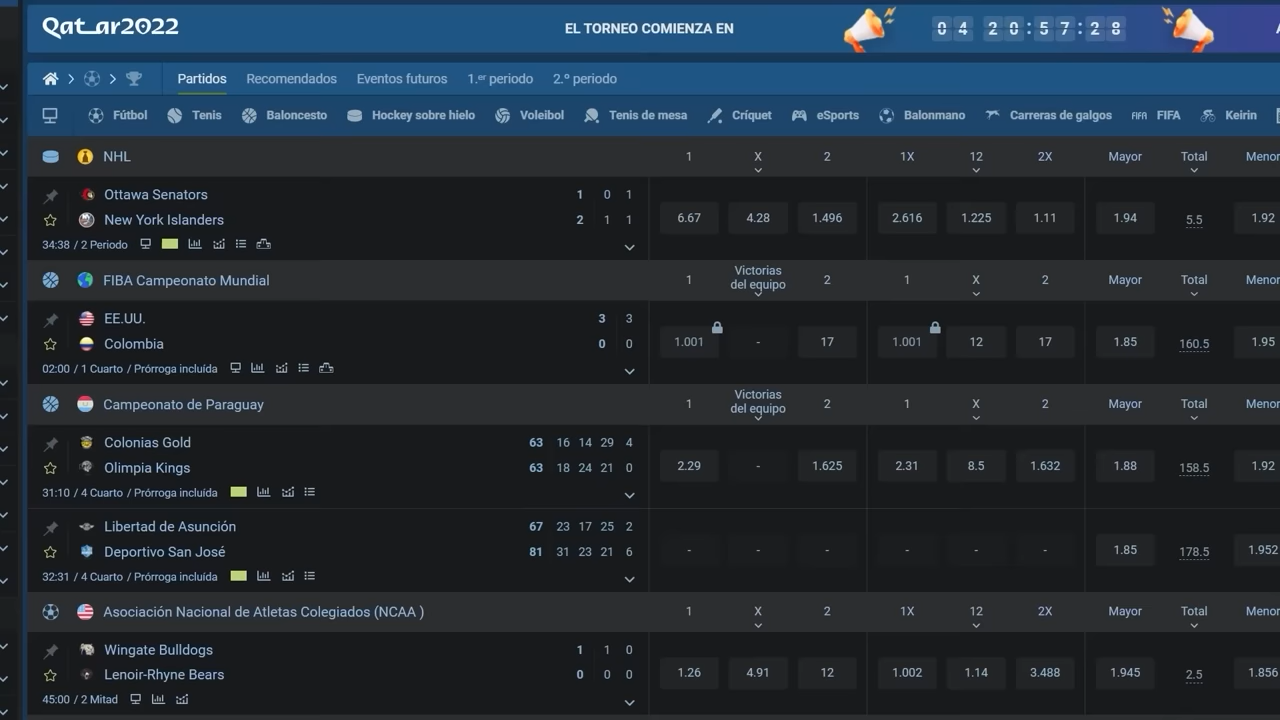 Qatar2022 EL TORNEO COMIENZA EN 04 20:57:28
Partidos Recomendados Eventos futuros 1.er periodo 2.º periodo
Fútbol Tenis Baloncesto Hockey sobre hielo Voleibol Tenis de mesa Críquet eSports Balonmano Carreras de galgos FIFA FIFA Keirin
NHL 1 X 2 1X 12 2X Mayor Total Menor
Ottawa Senators 1 0 1
New York Islanders 2 1 1
6.67 4.28 1.496 2.616 1.225 1.11 1.94 5.5 1.92
34:38 / 2 Periodo
FIBA Campeonato Mundial 1 Victorias del equipo 2 1 X 2 Mayor Total Menor
EE.UU. 3 3
Colombia 0 0
1.001 - 17 1.001 12 17 1.85 160.5 1.95
02:00 / 1 Cuarto / Prórroga incluída
Campeonato de Paraguay 1 Victorias del equipo 2 1 X 2 Mayor Total Menor
Colonias Gold 63 16 14 29 4
Olimpia Kings 63 18 24 21 0
2.29 - 1.625 2.31 8.5 1.632 1.88 158.5 1.92
31:10 / 4 Cuarto / Prórroga incluída
Libertad de Asunción 67 23 17 25 2
Deportivo San José 81 31 23 21 6
- - - - - - 1.85 178.5 1.952
32:31 / 4 Cuarto / Prórroga incluída
Asociación Nacional de Atletas Colegiados (NCAA ) 1 X 2 1X 12 2X Mayor Total Menor
Wingate Bulldogs 1 1 0
Lenoir-Rhyne Bears 0 0 0
1.26 4.91 12 1.002 1.14 3.488 1.945 2.5 1.856
45:00 / 2 Mitad